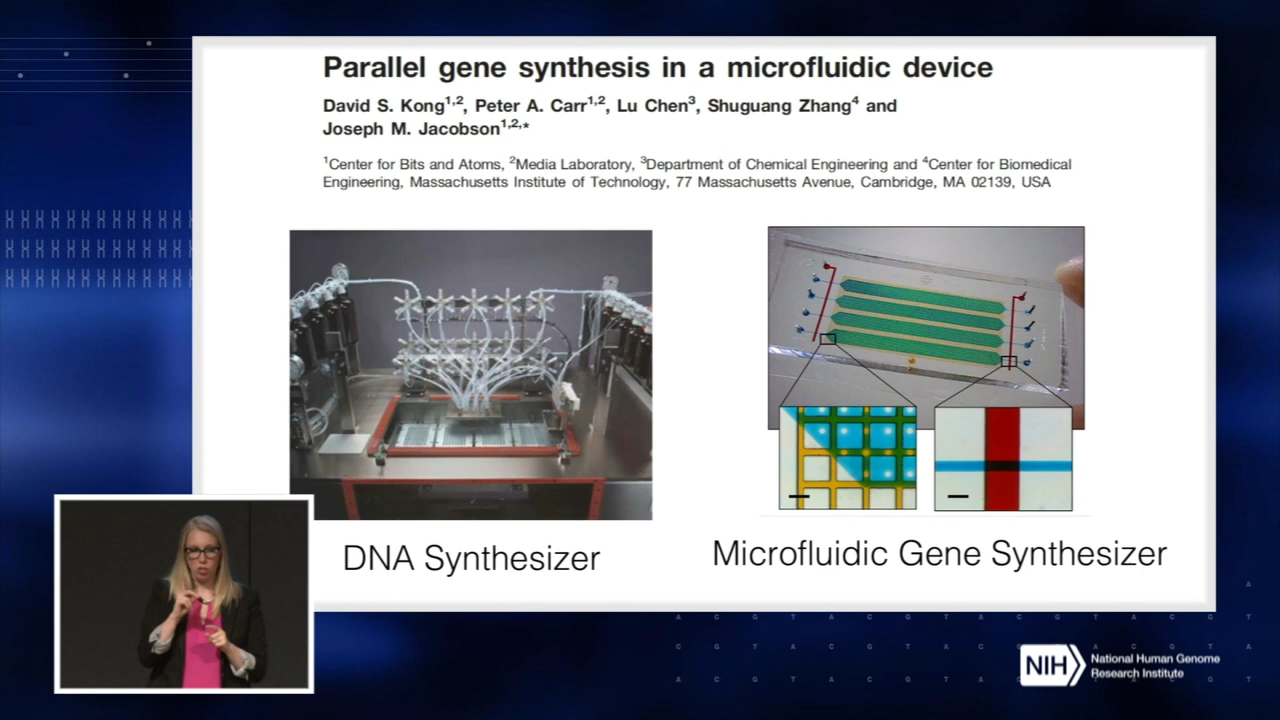 Parallel gene synthesis in a microfluidic device
David S. Kong1,2, Peter A. Carr1,2, Lu Chen3, Shuguang Zhang4 and
Joseph M. Jacobson1,2,*
1Center for Bits and Atoms, 2Media Laboratory, 3Department of Chemical Engineering and 4Center for Biomedical
Engineering, Massachusetts Institute of Technology, 77 Massachusetts Avenue, Cambridge, MA 02139, USA
DNA Synthesizer
Microfluidic Gene Synthesizer
A
A C G T A C G T A C G T A C G T
C G T A C G T A C G T
A C G T A C G T A C G T
NIH
National Human Genome
Research Institute